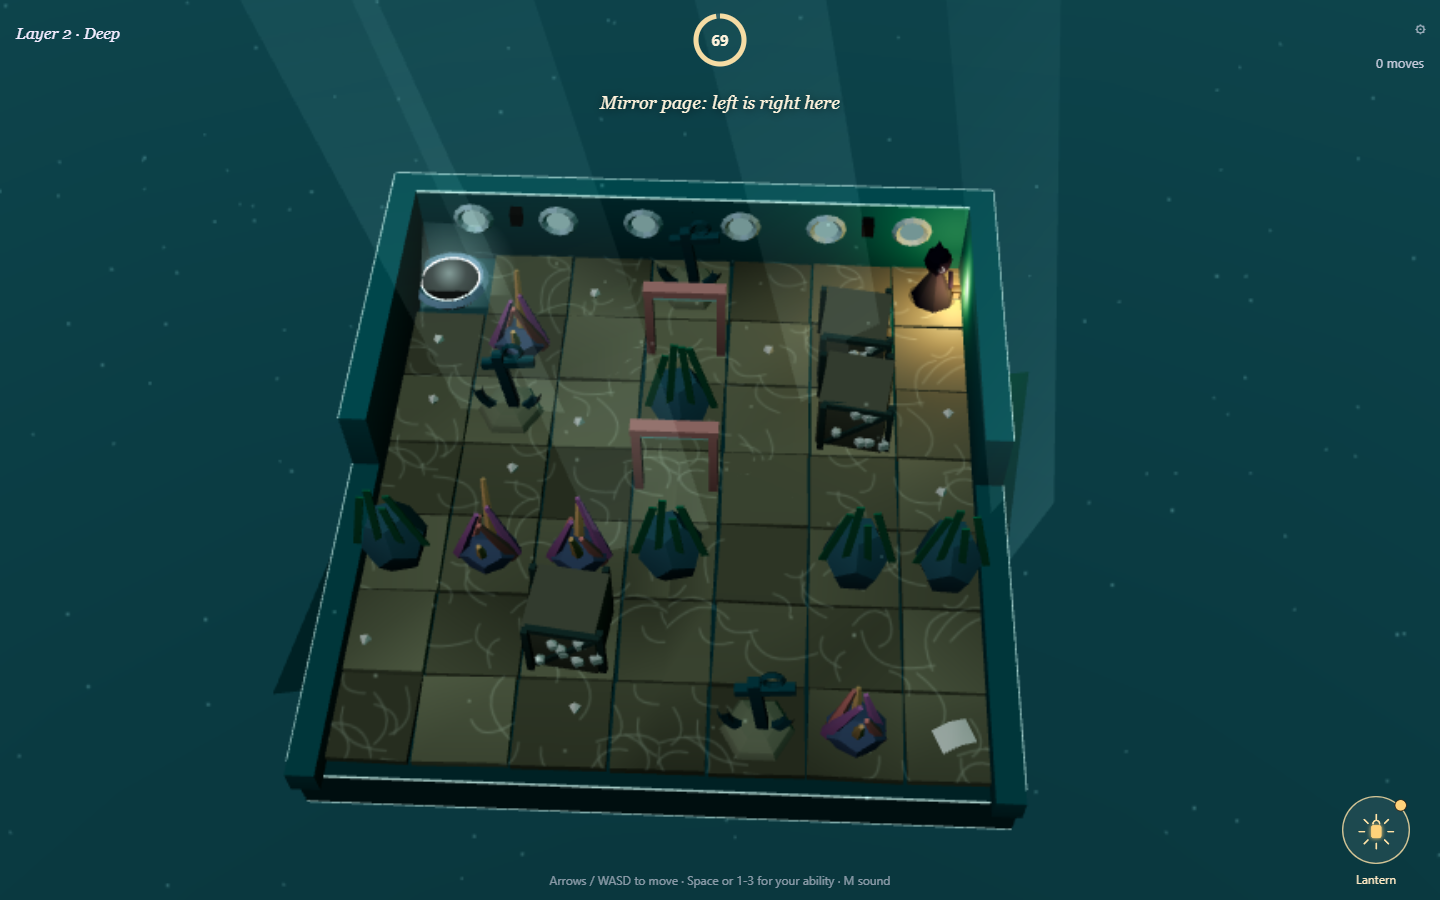 Layer 2 · Deep
69
0 moves
Mirror page: left is right here
Arrows / WASD to move · Space or 1-3 for your ability · M sound
Lantern